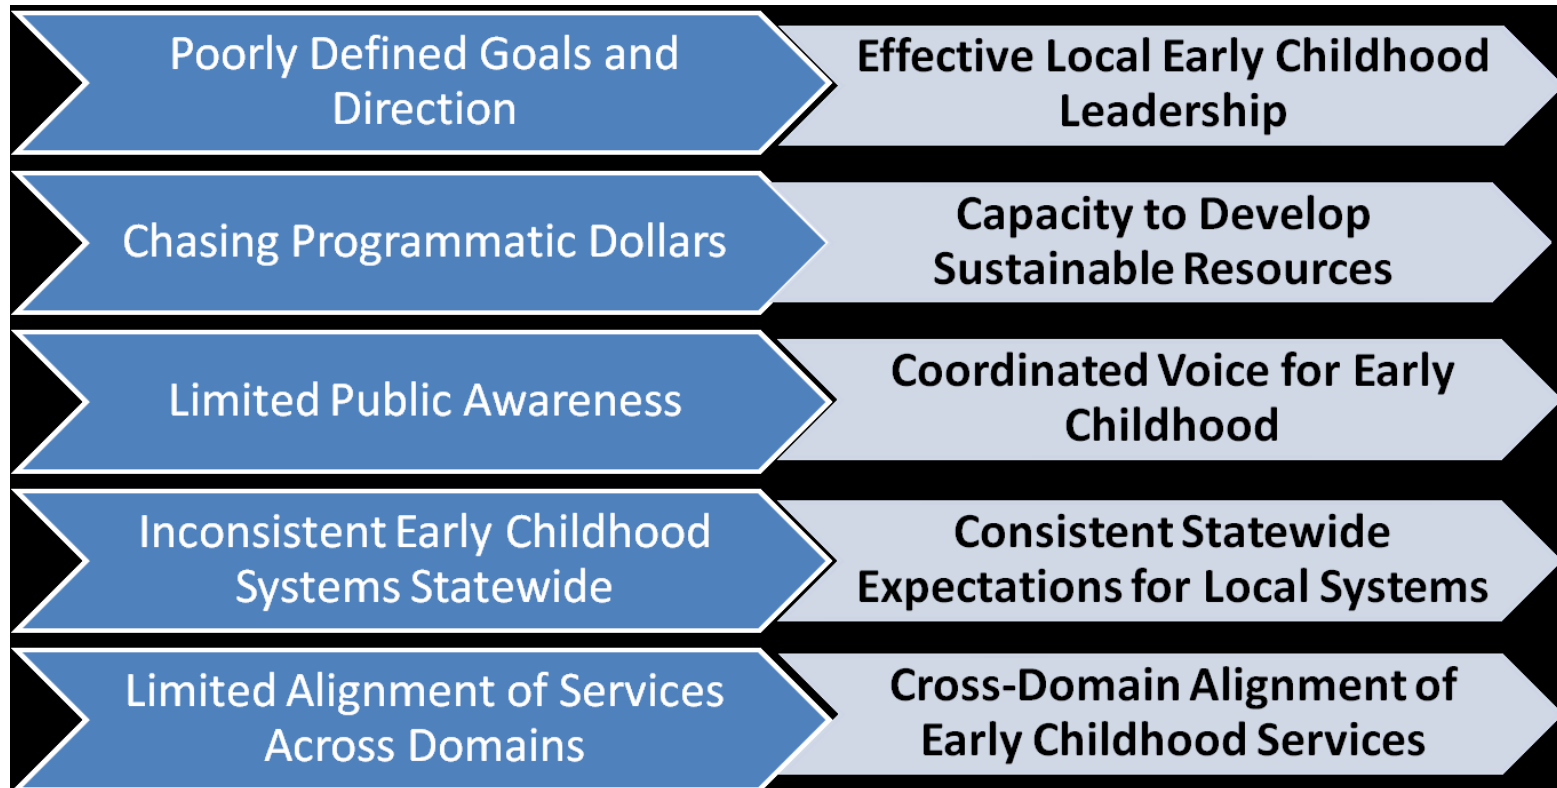 Poorly Defined Goals and
Direction
Effective Local Early Childhood
Leadership
Chasing Programmatic Dollars
Capacity to Develop
Sustainable Resources
Limited Public Awareness
Coordinated Voice for Early
Childhood
Inconsistent Early Childhood
Systems Statewide
Consistent Statewide
Expectations for Local Systems
Limited Alignment of Services
Across Domains
Cross-Domain Alignment of
Early Childhood Services